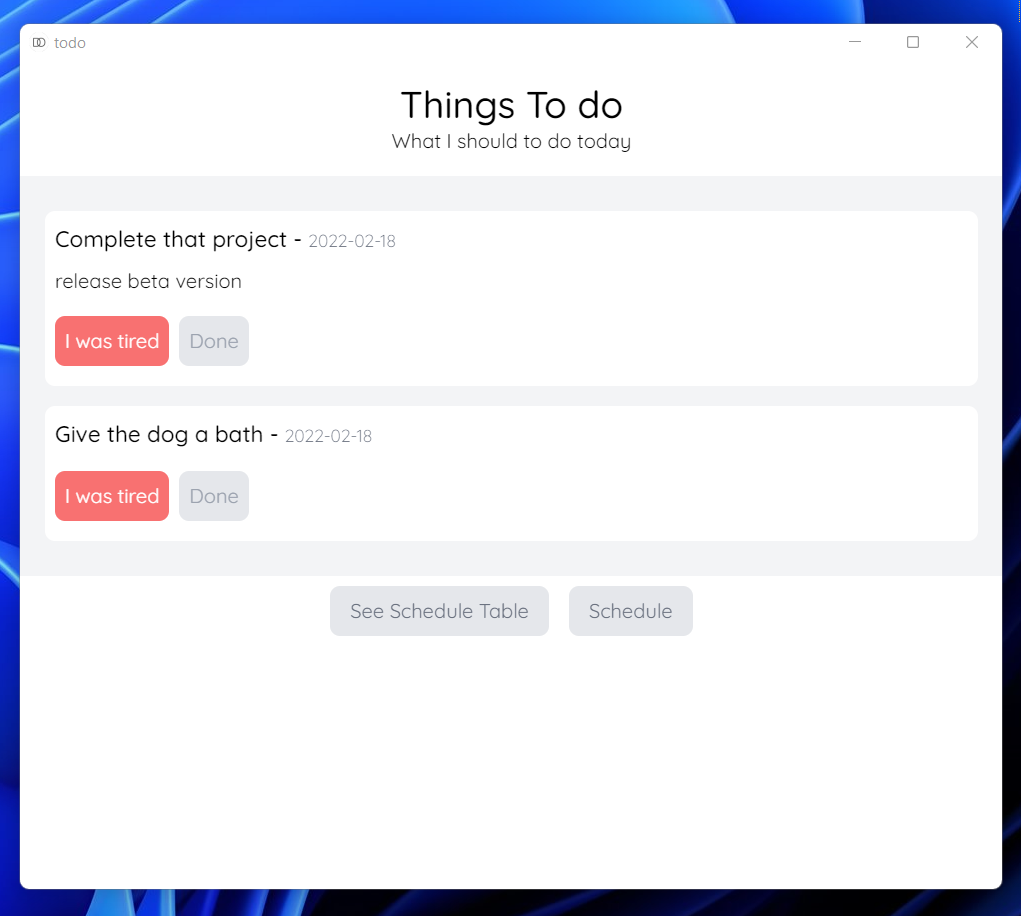 todo
Things To do
What I should to do today
Complete that project - 2022-02-18
release beta version
I was tired Done
Give the dog a bath - 2022-02-18
I was tired Done
See Schedule Table Schedule